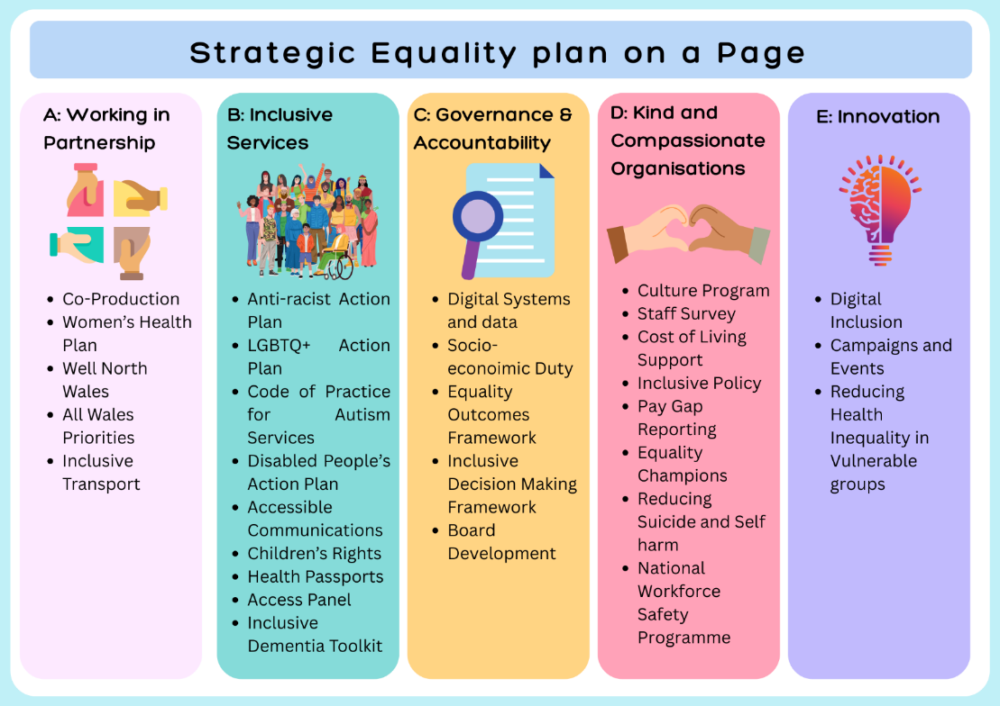 Strategic Equality plan on a Page
A: Working in
Partnership
• Co-Production
• Women’s Health
Plan
• Well North
Wales
• All Wales
Priorities
• Inclusive
Transport
B: Inclusive
Services
• Anti-racist Action
Plan
• LGBTQ+ Action
Plan
• Code of Practice
for Autism
Services
• Disabled People’s
Action Plan
• Accessible
Communications
• Children’s Rights
• Health Passports
• Access Panel
• Inclusive
Dementia Toolkit
C: Governance &
Accountability
• Digital Systems
and data
• Socio-
econoimic Duty
• Equality
Outcomes
Framework
• Inclusive
Decision Making
Framework
• Board
Development
D: Kind and
Compassionate
Organisations
• Culture Program
• Staff Survey
• Cost of Living
Support
• Inclusive Policy
• Pay Gap
Reporting
• Equality
Champions
• Reducing
Suicide and Self
harm
• National
Workforce
Safety
Programme
E: Innovation
• Digital
Inclusion
• Campaigns and
Events
• Reducing
Health
Inequality in
Vulnerable
groups